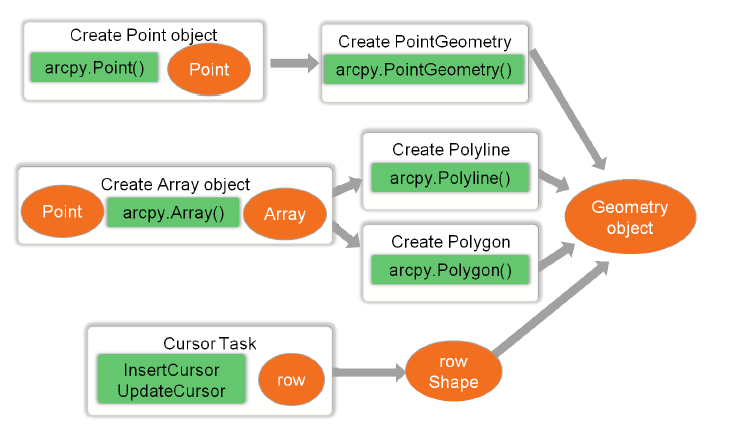 Create Point object
arcpy.Point()
Point
Create PointGeometry
arcpy.PointGeometry()
Create Array object
Point
arcpy.Array()
Array
Create Polyline
arcpy.Polyline()
Create Polygon
arcpy.Polygon()
Geometry
object
Cursor Task
InsertCursor
UpdateCursor
row
row
Shape